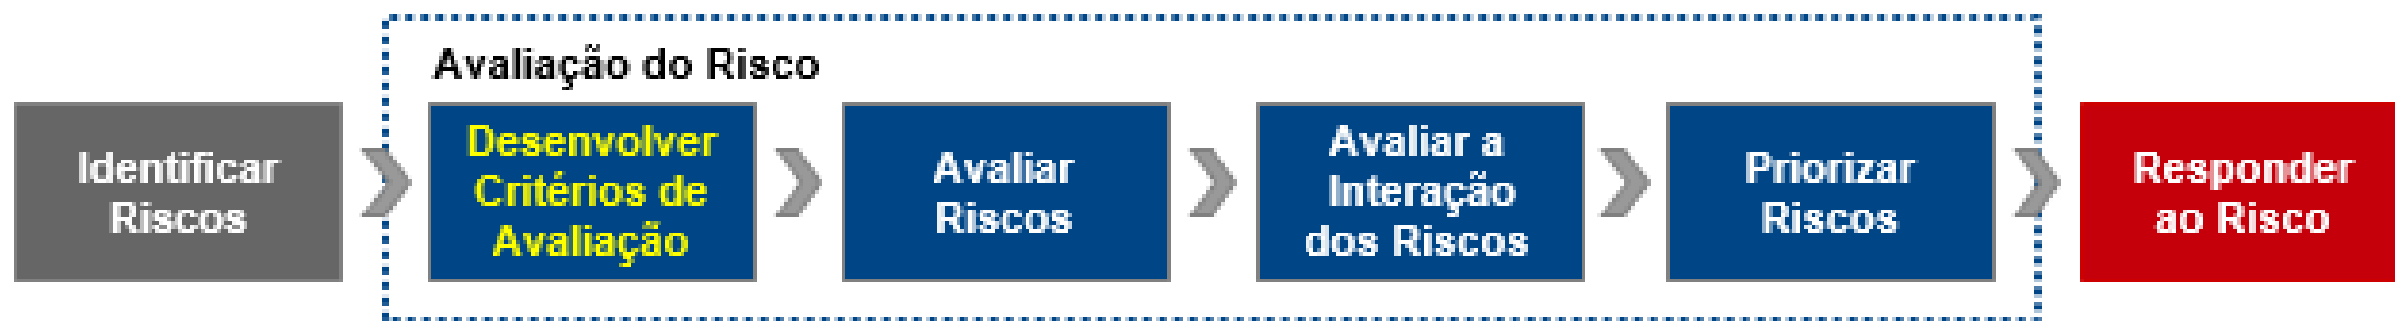 Avaliação do Risco
Identificar
Riscos
Desenvolver
Critérios de
Avaliação
Avaliar
Riscos
Avaliar a
Interação
dos Riscos
Priorizar
Riscos
Responder
ao Risco